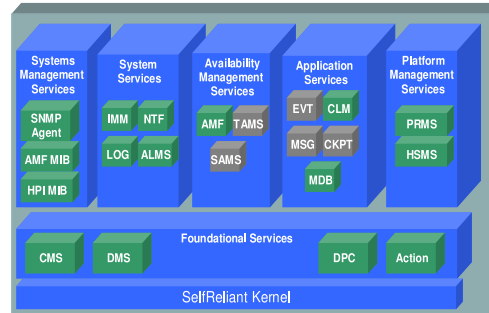 Systems
Management
Services
SNMP
Agent
AMF MIB
HPI MIB
System
Services
IMM
NTF
LOG
ALMS
Availability
Management
Services
AMF
TAMS
SAMS
Application
Services
EVT
CLM
MSG
CKPT
MDB
Platform
Management
Services
PRMS
HSMS
Foundational Services
CMS
DMS
DPC
Action
SelfReliant Kernel